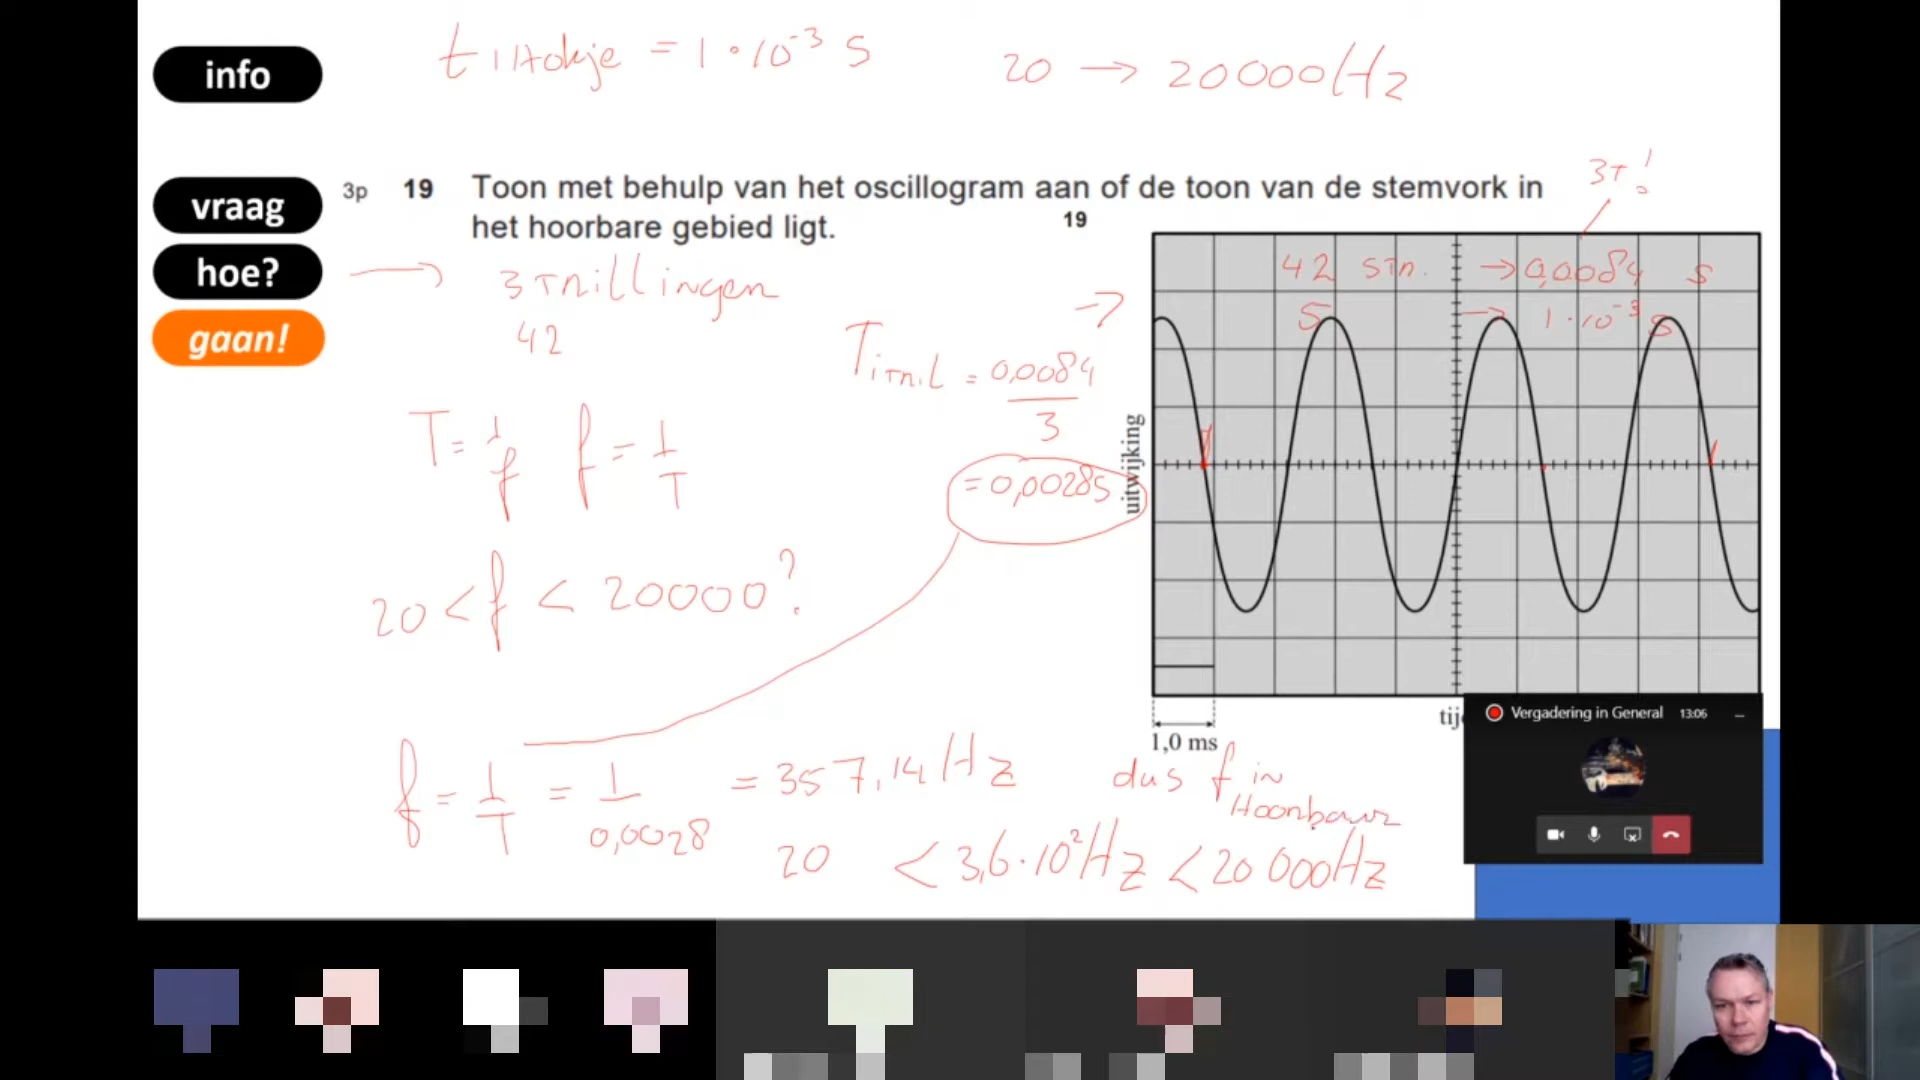 info
t 1 Hokje = 1 · 10⁻³ s
20 → 20000 Hz
vraag
3p 19 Toon met behulp van het oscillogram aan of de toon van de stemvork in
het hoorbare gebied ligt.
3T!
19
hoe?
→ 3 Trillingen
42
gaan!
42 str. → 0,0084 s
5 → 1 · 10⁻³ s
T 1 Tril = 0,0084
3
= 0,0028 s
T = 1/f f = 1/T
uitwijking
20 < f < 20000?
tij
1,0 ms
Vergadering in General 13:06
f = 1/T = 1/0,0028 = 357,14 Hz
dus f in
Hoorbaar
20 < 3,6 · 10² Hz < 20 000 Hz